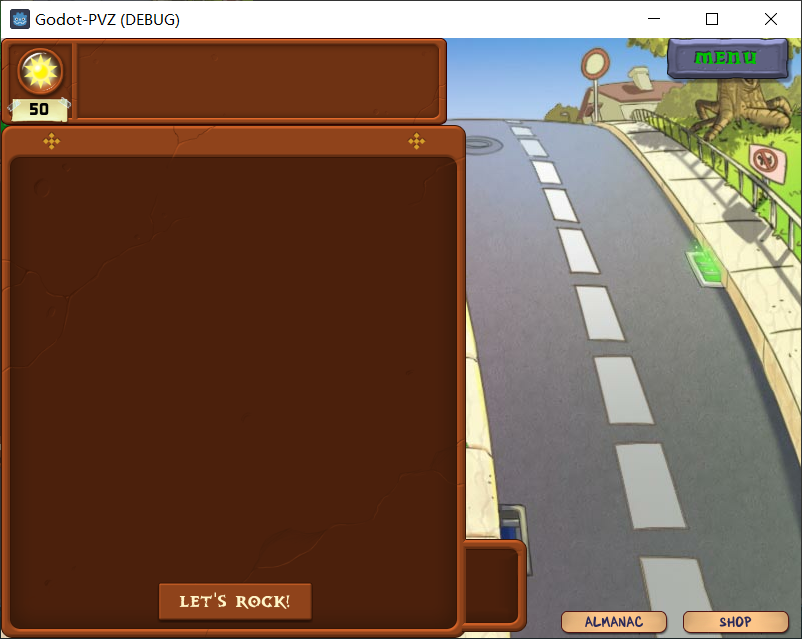 Godot-PVZ (DEBUG)
MENU
50
LET'S ROCK!
ALMANAC
SHOP